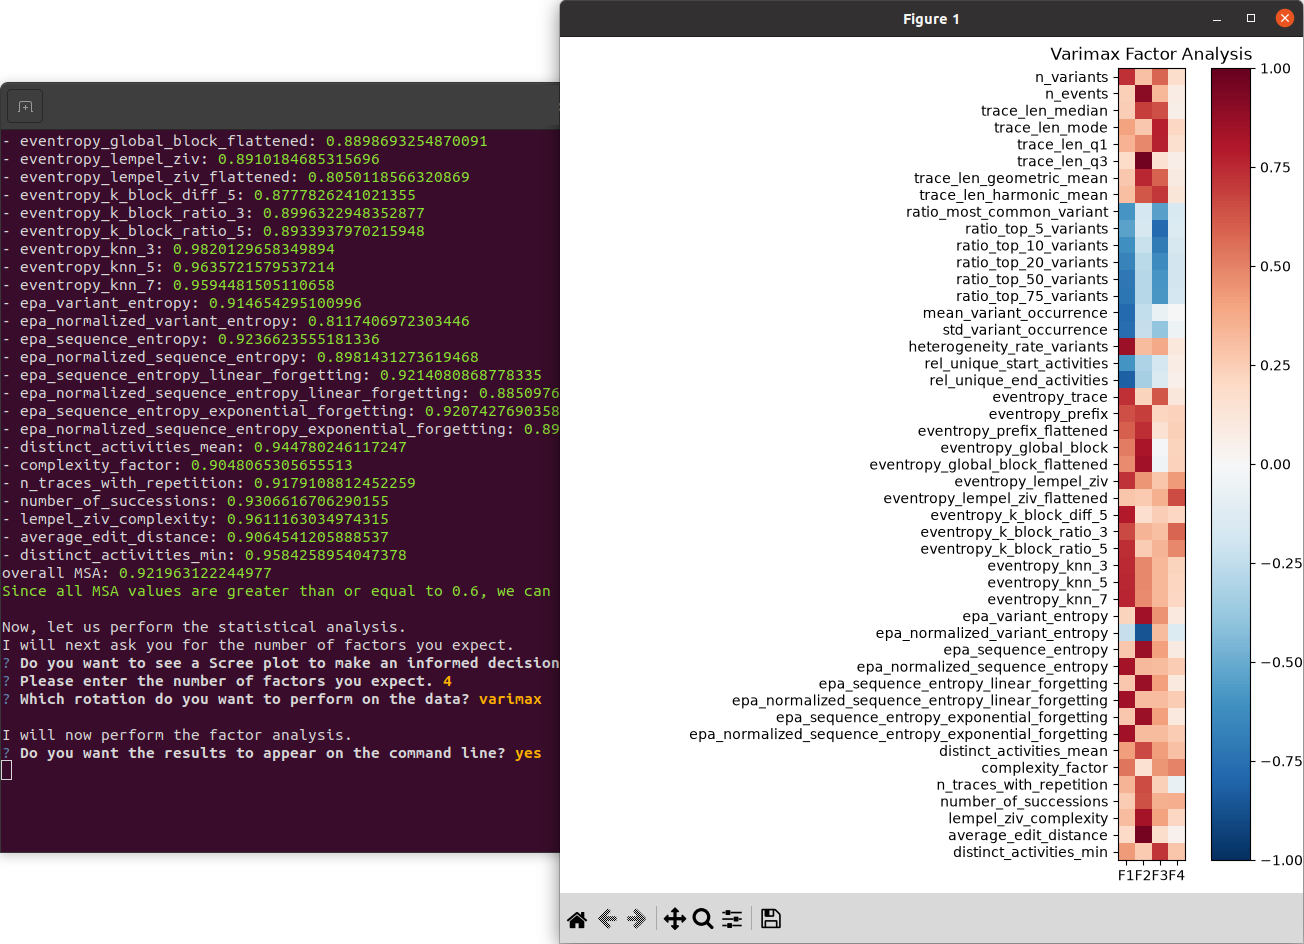 Figure 1
- eventropy_global_block_flattened: 0.8898693254870091
- eventropy_lempel_ziv: 0.8910184685315696
- eventropy_lempel_ziv_flattened: 0.8050118566320869
- eventropy_k_block_diff_5: 0.8777826241021355
- eventropy_k_block_ratio_3: 0.8996322948352877
- eventropy_k_block_ratio_5: 0.8933937970215948
- eventropy_knn_3: 0.9820129658349894
- eventropy_knn_5: 0.9635721579537214
- eventropy_knn_7: 0.9594481505110658
- epa_variant_entropy: 0.914654295100996
- epa_normalized_variant_entropy: 0.8117406972303446
- epa_sequence_entropy: 0.9236623555181336
- epa_normalized_sequence_entropy: 0.8981431273619468
- epa_sequence_entropy_linear_forgetting: 0.9214080868778335
- epa_normalized_sequence_entropy_linear_forgetting: 0.8850976
- epa_sequence_entropy_exponential_forgetting: 0.9207427690358
- epa_normalized_sequence_entropy_exponential_forgetting: 0.89
- distinct_activities_mean: 0.944780246117247
- complexity_factor: 0.9048065305655513
- n_traces_with_repetition: 0.9179108812452259
- number_of_successions: 0.9306616706290155
- lempel_ziv_complexity: 0.9611163034974315
- average_edit_distance: 0.9064541205888537
- distinct_activities_min: 0.9584258954047378
overall MSA: 0.921963122244977
Since all MSA values are greater than or equal to 0.6, we can
Now, let us perform the statistical analysis.
I will next ask you for the number of factors you expect.
? Do you want to see a Scree plot to make an informed decision
? Please enter the number of factors you expect. 4
? Which rotation do you want to perform on the data? varimax
I will now perform the factor analysis.
? Do you want the results to appear on the command line? yes
Varimax Factor Analysis
n_variants
n_events
trace_len_median
trace_len_mode
trace_len_q1
trace_len_q3
trace_len_geometric_mean
trace_len_harmonic_mean
ratio_most_common_variant
ratio_top_5_variants
ratio_top_10_variants
ratio_top_20_variants
ratio_top_50_variants
ratio_top_75_variants
mean_variant_occurrence
std_variant_occurrence
heterogeneity_rate_variants
rel_unique_start_activities
rel_unique_end_activities
eventropy_trace
eventropy_prefix
eventropy_prefix_flattened
eventropy_global_block
eventropy_global_block_flattened
eventropy_lempel_ziv
eventropy_lempel_ziv_flattened
eventropy_k_block_diff_5
eventropy_k_block_ratio_3
eventropy_k_block_ratio_5
eventropy_knn_3
eventropy_knn_5
eventropy_knn_7
epa_variant_entropy
epa_normalized_variant_entropy
epa_sequence_entropy
epa_normalized_sequence_entropy
epa_sequence_entropy_linear_forgetting
epa_normalized_sequence_entropy_linear_forgetting
epa_sequence_entropy_exponential_forgetting
epa_normalized_sequence_entropy_exponential_forgetting
distinct_activities_mean
complexity_factor
n_traces_with_repetition
number_of_successions
lempel_ziv_complexity
average_edit_distance
distinct_activities_min
F1 F2 F3 F4
1.00
0.75
0.50
0.25
0.00
−0.25
−0.50
−0.75
−1.00